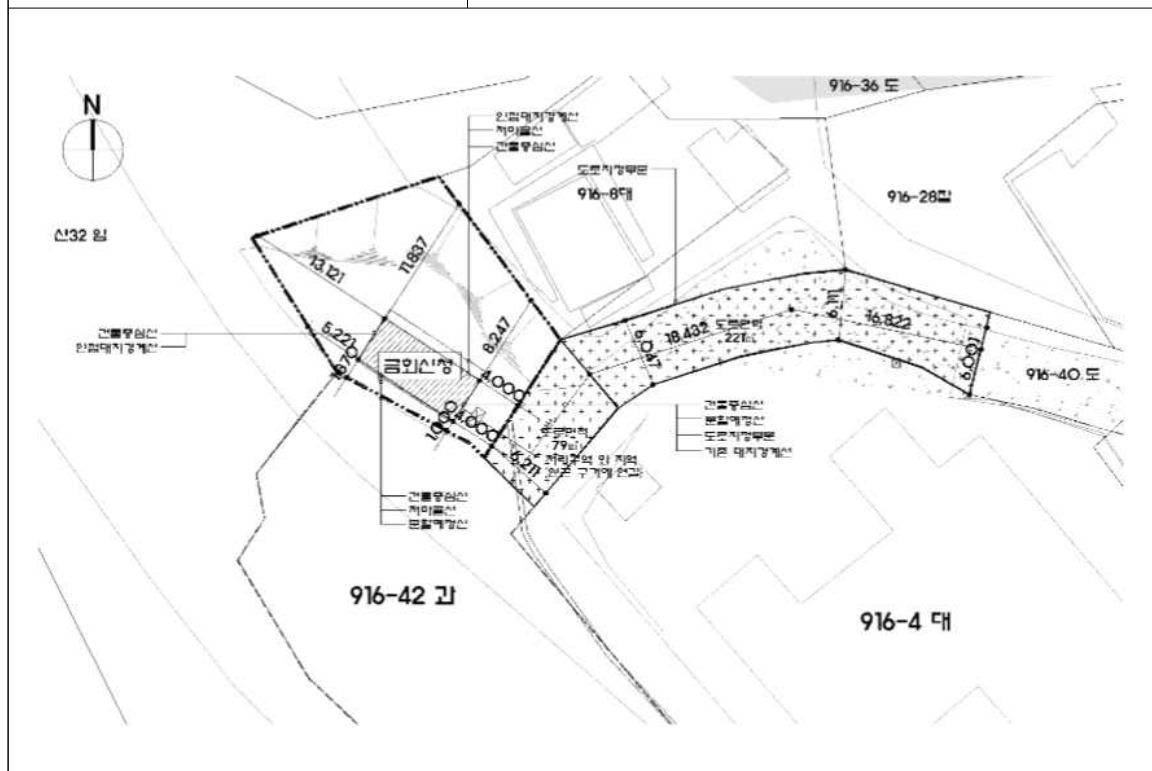 916-36 도
N
인접대지경계선
처마끝선
건물중심선
도로지정부분
916-8대
916-28잡
산32 임
13.121
11.837
건물중심선
인접대지경계선
5.221
금회신청
8.247
4.000
6.047
18.432
도로면적
221㎡
6.111
16.822
6.001
916-40 도
4.000
도로면적
79㎡
5.211
건물중심선
분할예정선
도로지정부분
기존 대지경계선
건물중심선
처마끝선
분할예정선
916-42 과
916-4 대